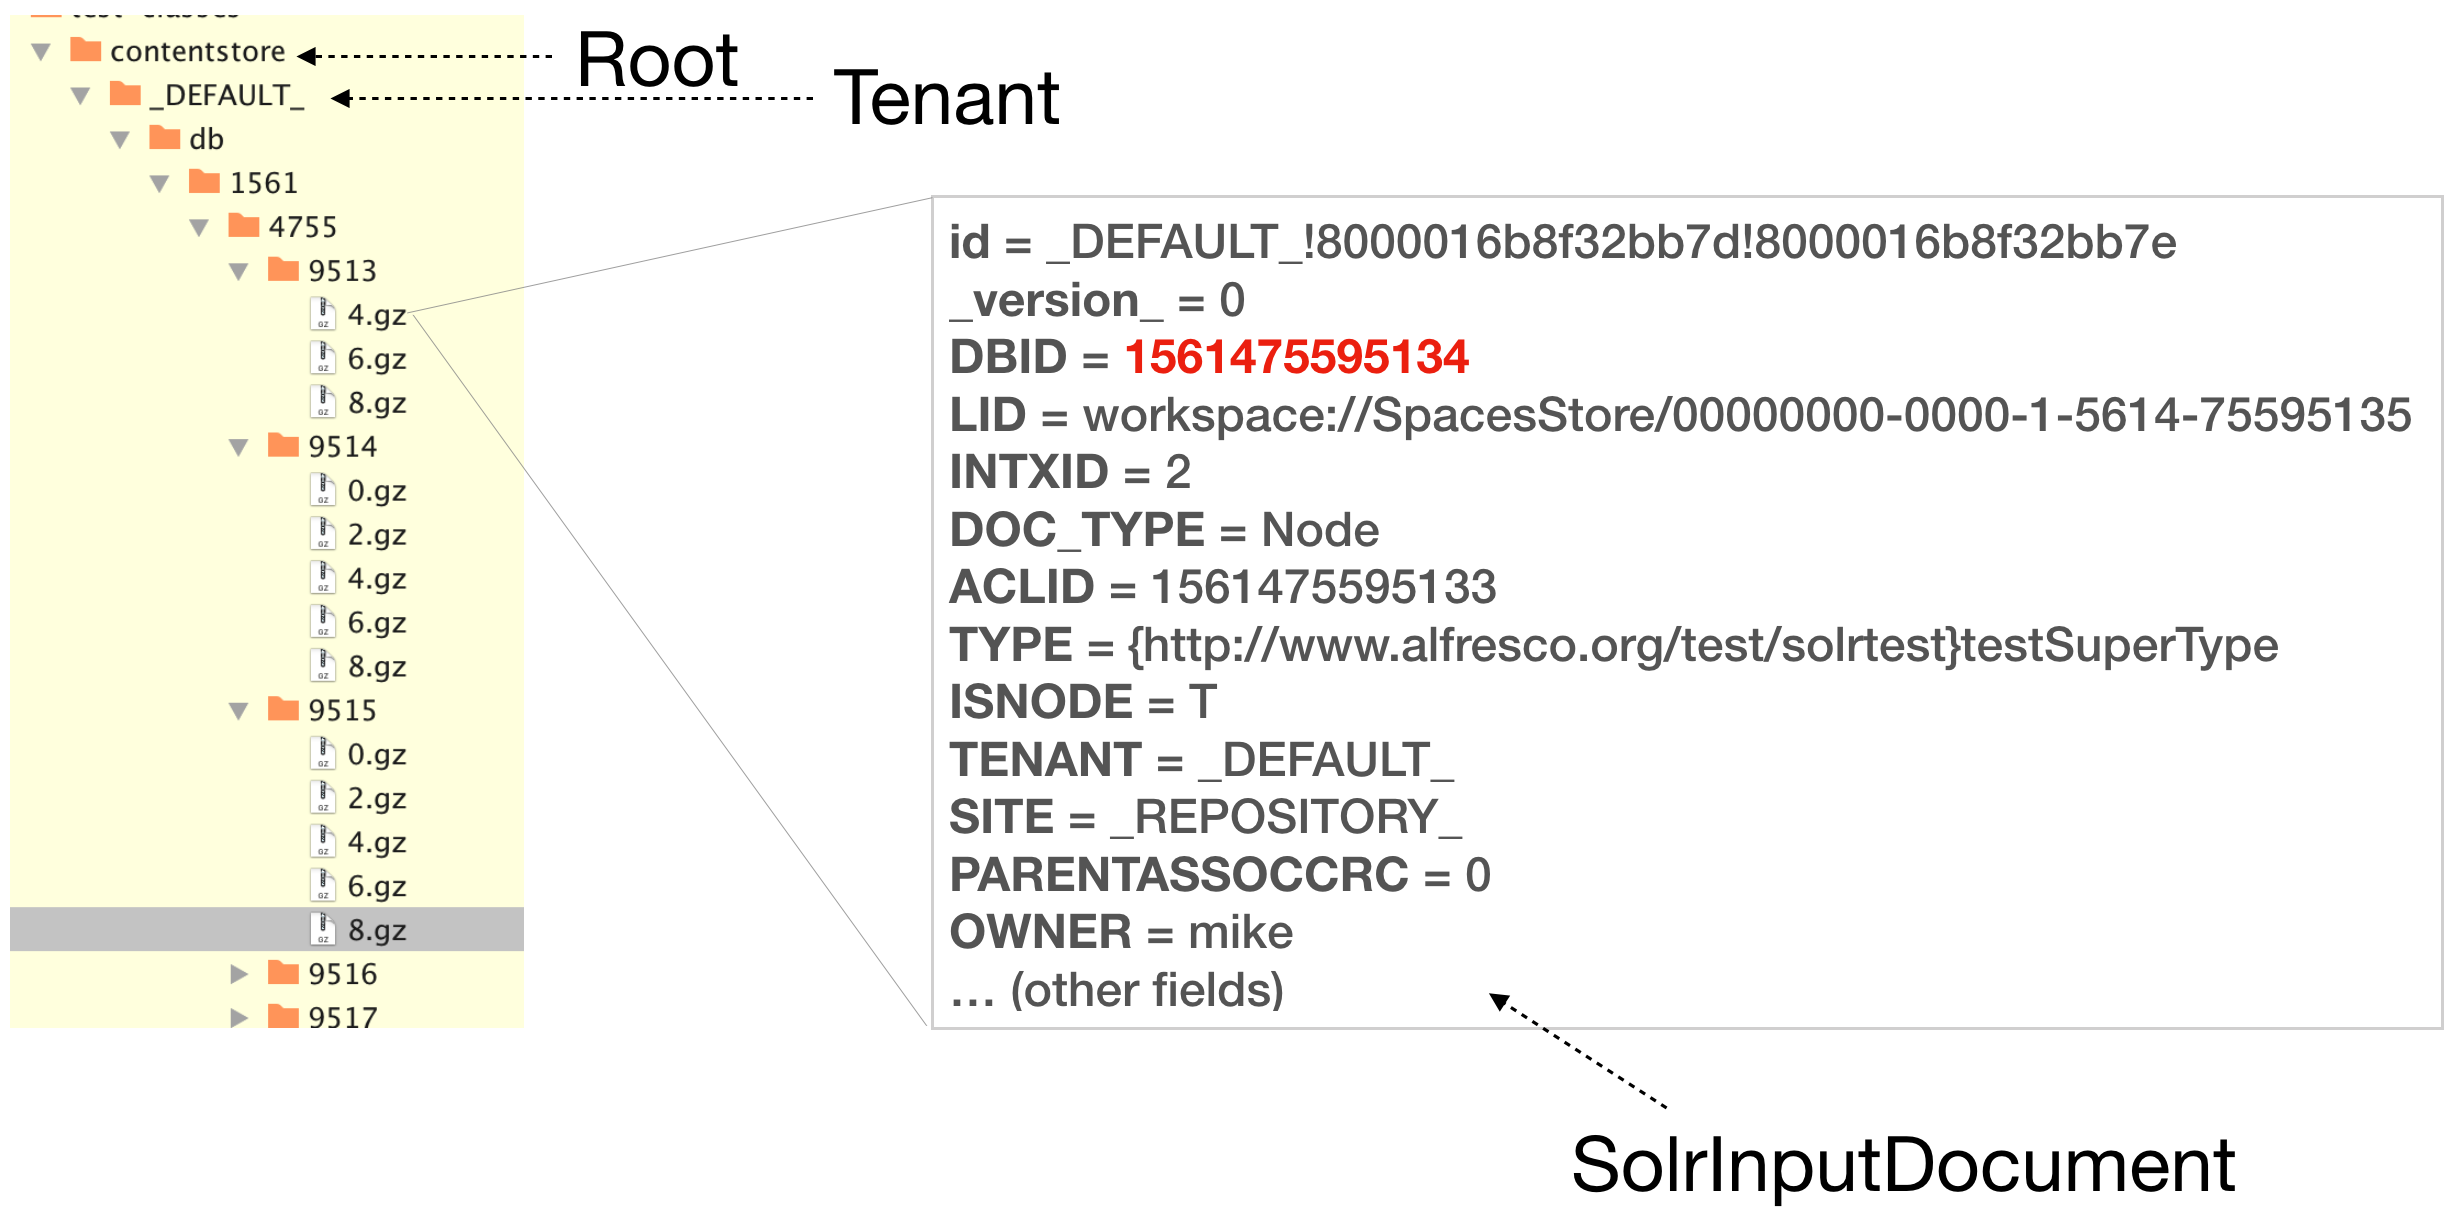 contentstore
Root
_DEFAULT_
Tenant
db
1561
4755
9513
4.gz
6.gz
8.gz
9514
0.gz
2.gz
4.gz
6.gz
8.gz
9515
0.gz
2.gz
4.gz
6.gz
8.gz
9516
9517
id = _DEFAULT_!8000016b8f32bb7d!8000016b8f32bb7e
_version_ = 0
DBID = 1561475595134
LID = workspace://SpacesStore/00000000-0000-1-5614-75595135
INTXID = 2
DOC_TYPE = Node
ACLID = 1561475595133
TYPE = {http://www.alfresco.org/test/solrtest}testSuperType
ISNODE = T
TENANT = _DEFAULT_
SITE = _REPOSITORY_
PARENTASSOCCRC = 0
OWNER = mike
... (other fields)
SolrInputDocument